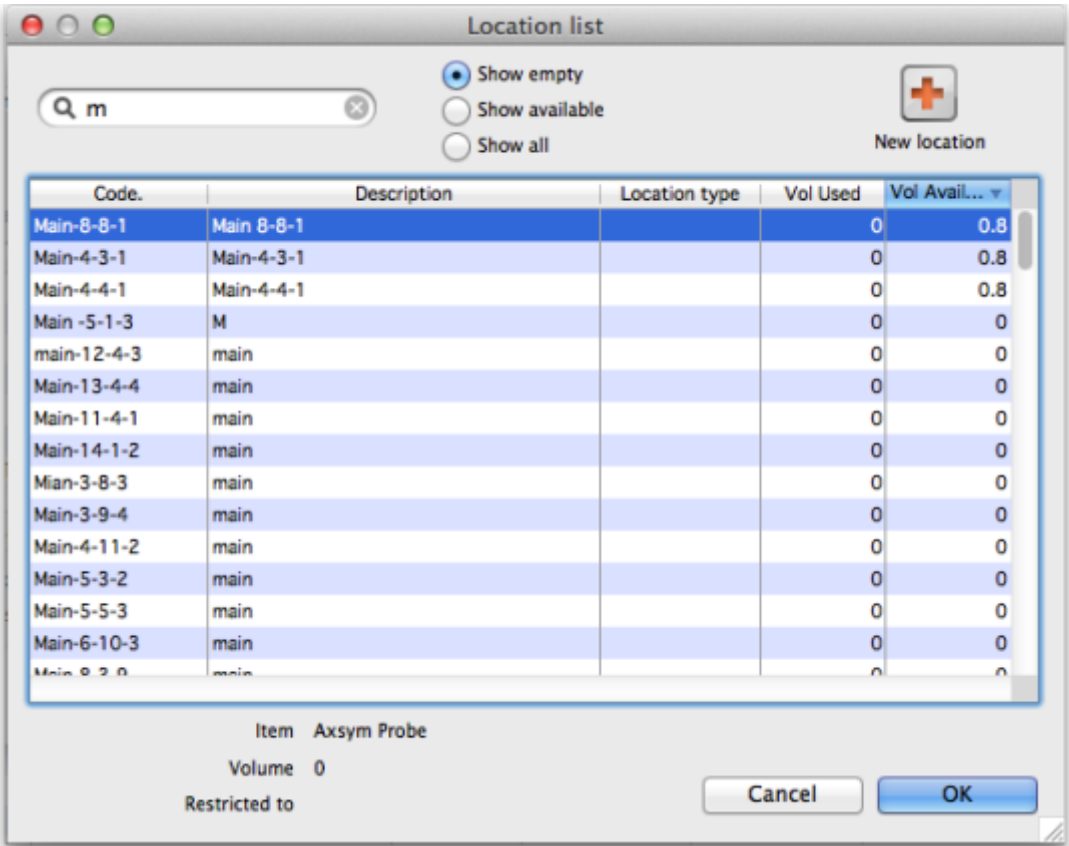 Location list
m
Show empty
Show available
Show all
New location
Code. Description Location type Vol Used Vol Avail...
Main-8-8-1 Main 8-8-1 0 0.8
Main-4-3-1 Main-4-3-1 0 0.8
Main-4-4-1 Main-4-4-1 0 0.8
Main -5-1-3 M 0 0
main-12-4-3 main 0 0
Main-13-4-4 main 0 0
Main-11-4-1 main 0 0
Main-14-1-2 main 0 0
Mian-3-8-3 main 0 0
Main-3-9-4 main 0 0
Main-4-11-2 main 0 0
Main-5-3-2 main 0 0
Main-5-5-3 main 0 0
Main-6-10-3 main 0 0
main 0 0
Item Axsym Probe
Volume 0
Restricted to
Cancel OK